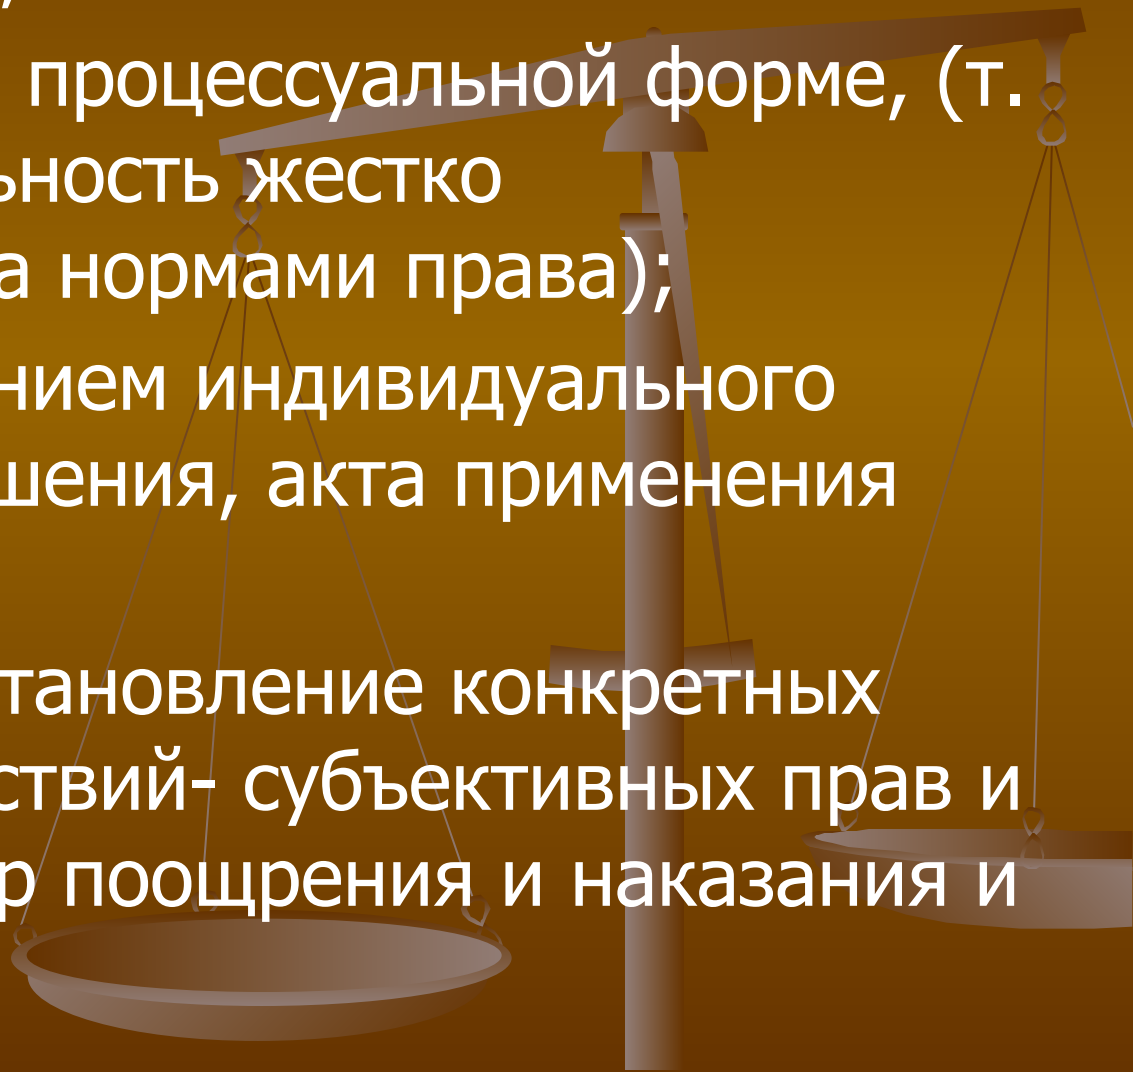 процессуальной форме, (т.
ьность жестко
а нормами права);
нием индивидуального
шения, акта применения
тановление конкретных
ствий- субъективных прав и
р поощрения и наказания и